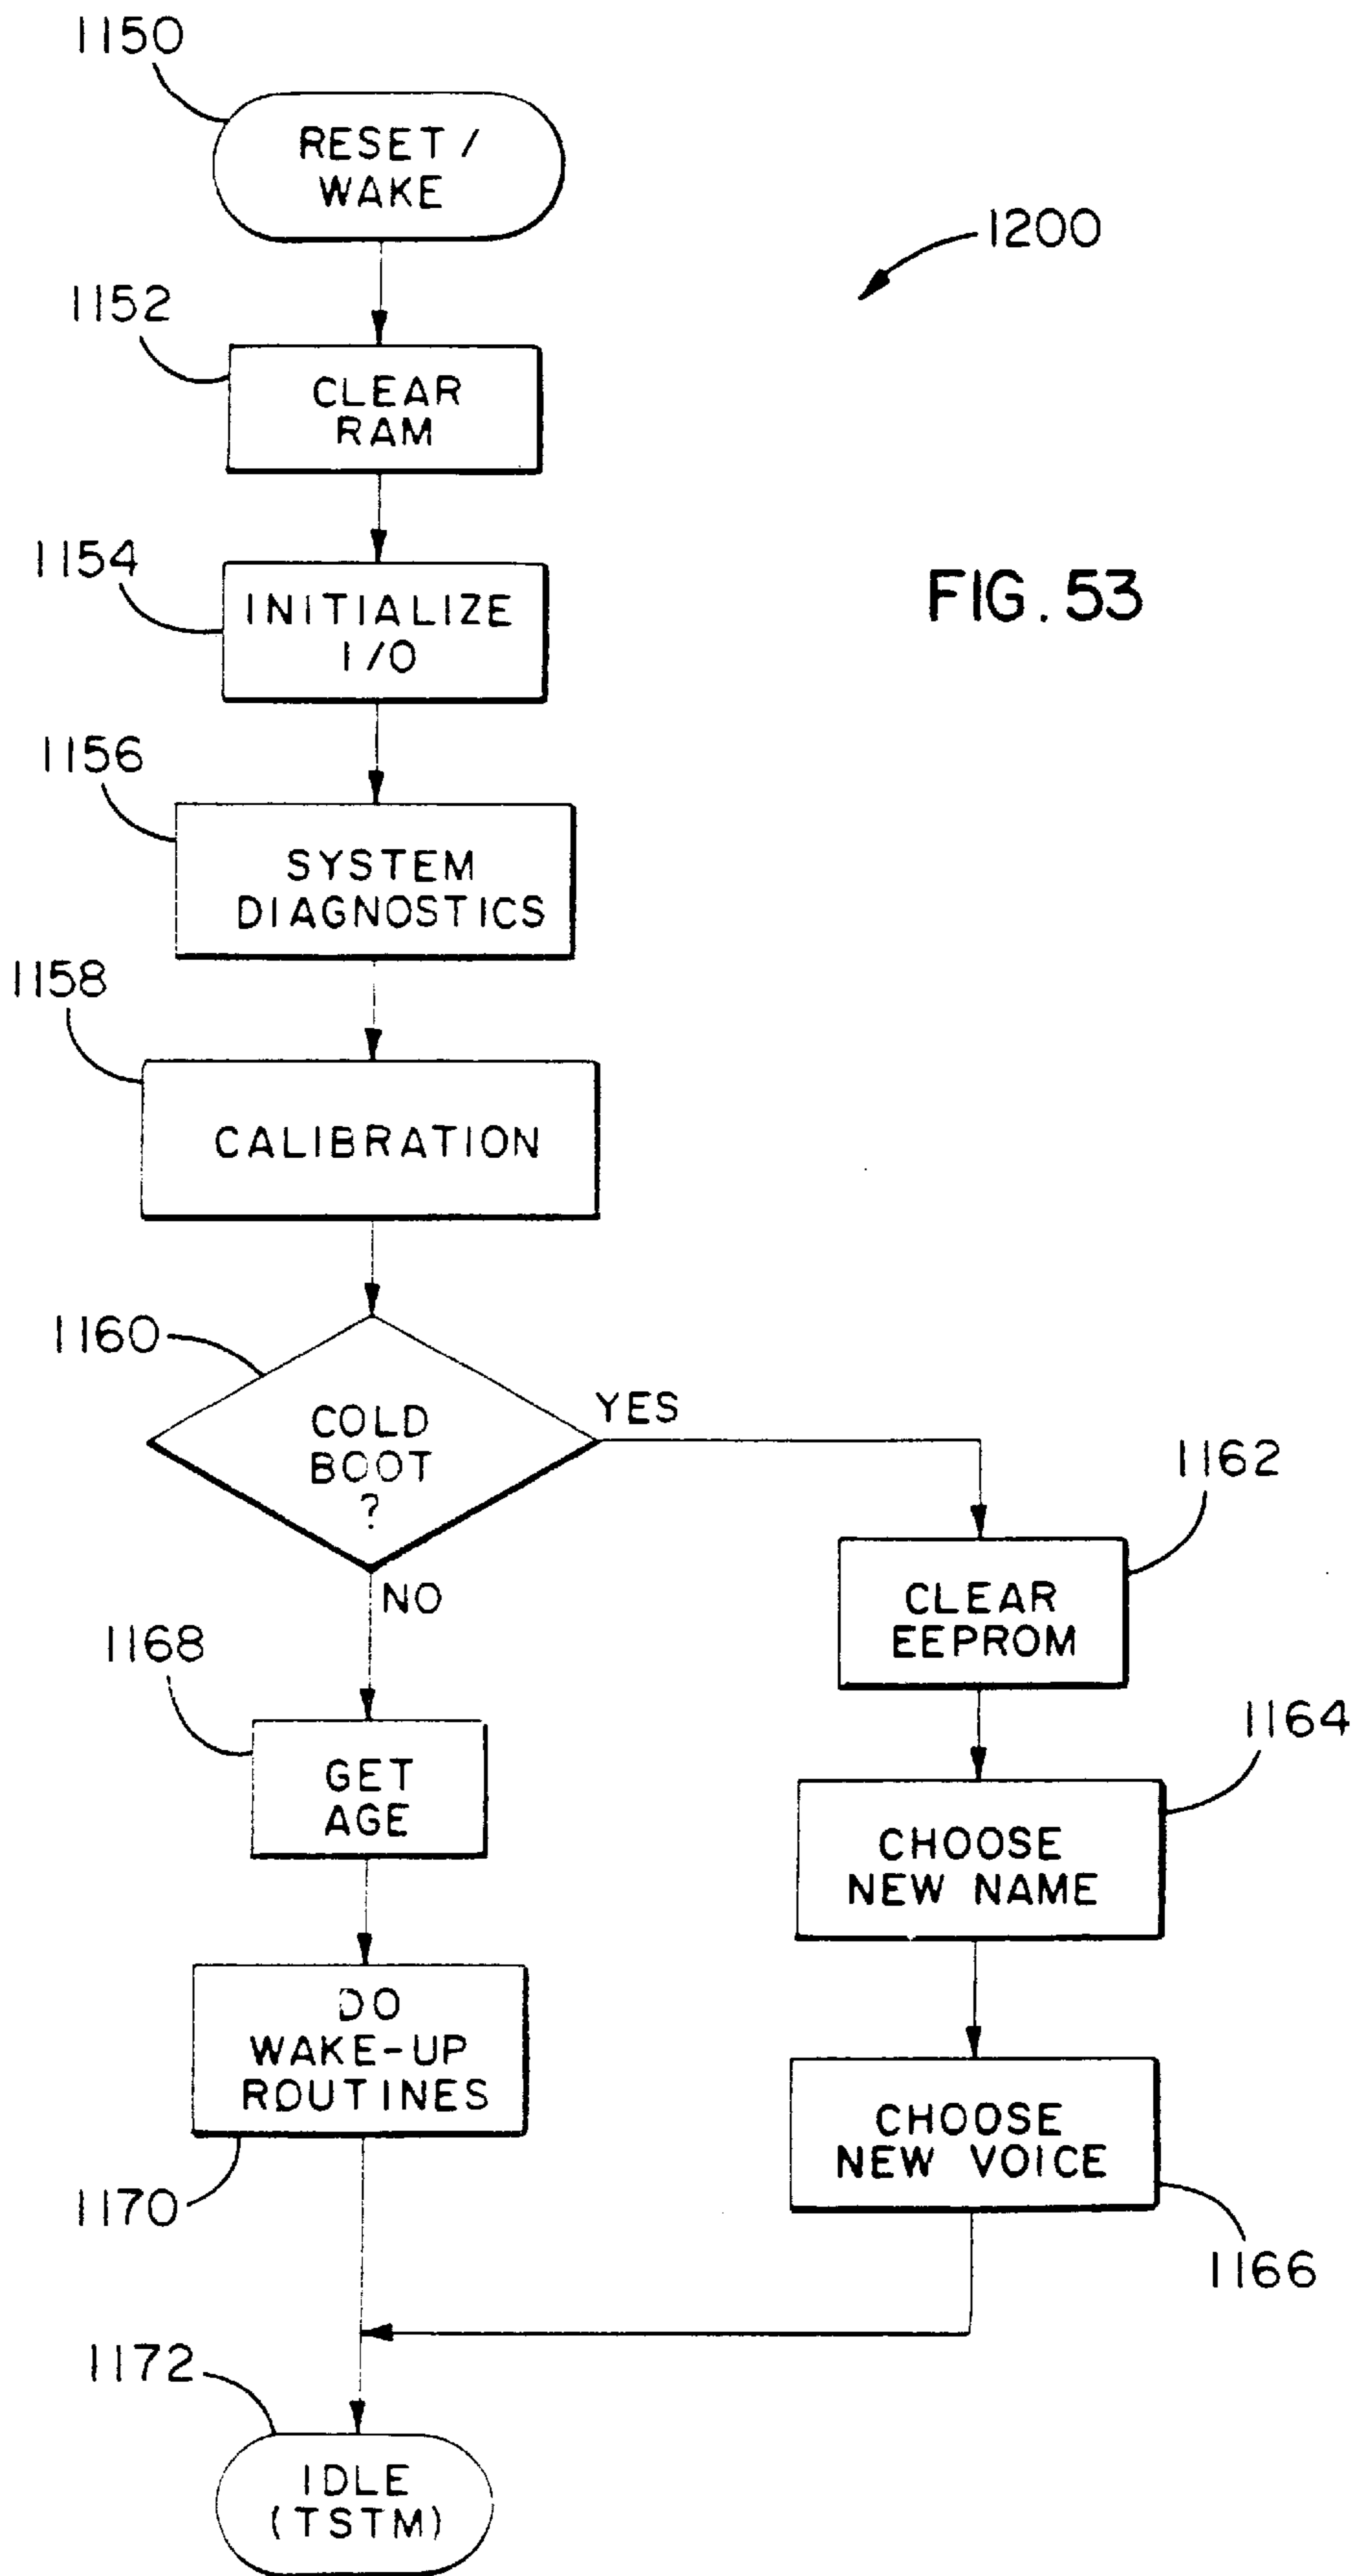 1150
RESET /
WAKE
1200
1152
CLEAR
RAM
1154
INITIALIZE
I/O
FIG. 53
1156
SYSTEM
DIAGNOSTICS
1158
CALIBRATION
1160
COLD
BOOT
?
YES
NO
1162
CLEAR
EEPROM
1168
GET
AGE
1164
CHOOSE
NEW NAME
DO
WAKE-UP
ROUTINES
1170
CHOOSE
NEW VOICE
1166
1172
IDLE
(TSTM)